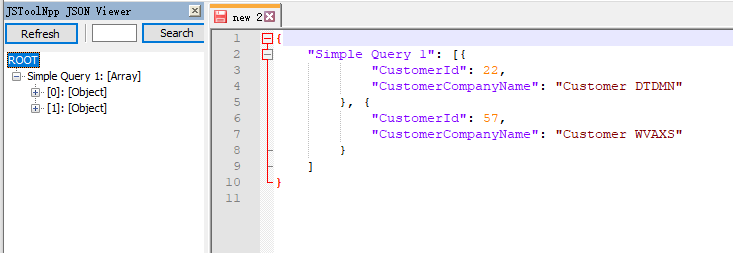 JSToolNpp JSON Viewer
Refresh
Search
ROOT
Simple Query 1: [Array]
[0]: [Object]
[1]: [Object]
new 2
1 {
2 "Simple Query 1": [{
3 "CustomerId": 22,
4 "CustomerCompanyName": "Customer DTDMN"
5 }, {
6 "CustomerId": 57,
7 "CustomerCompanyName": "Customer WVAXS"
8 }
9 ]
10 }
11